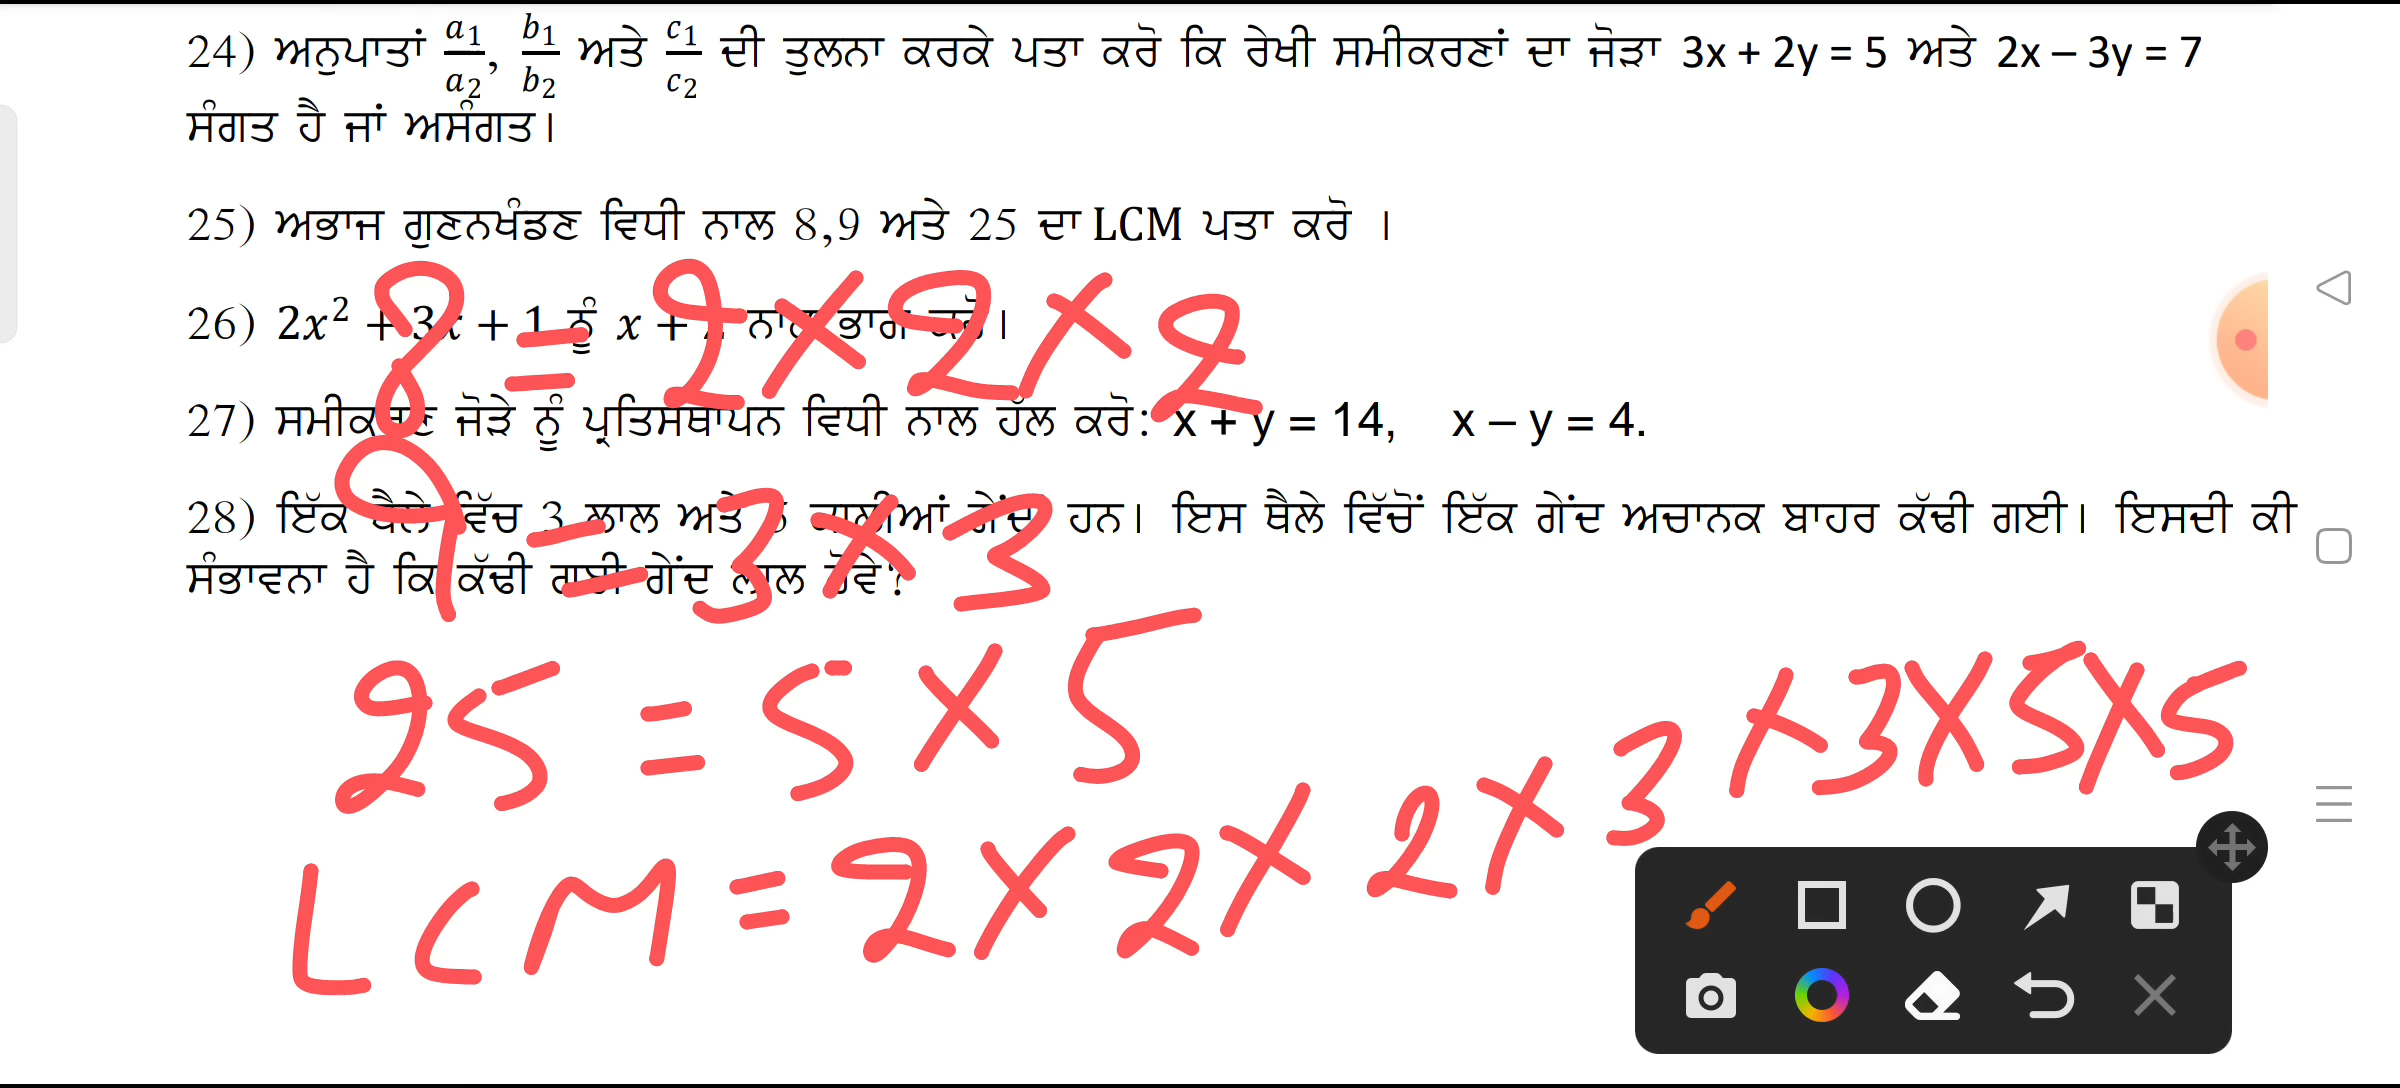 24) ਅਨੁਪਾਤਾਂ a1/a2, b1/b2 ਅਤੇ c1/c2 ਦੀ ਤੁਲਨਾ ਕਰਕੇ ਪਤਾ ਕਰੋ ਕਿ ਰੇਖੀ ਸਮੀਕਰਣਾਂ ਦਾ ਜੋੜਾ 3x + 2y = 5 ਅਤੇ 2x – 3y = 7
ਸੰਗਤ ਹੈ ਜਾਂ ਅਸੰਗਤ।
25) ਅਭਾਜ ਗੁਣਨਖੰਡਣ ਵਿਧੀ ਨਾਲ 8,9 ਅਤੇ 25 ਦਾ LCM ਪਤਾ ਕਰੋ ।
26) 2x² + 3x + 1 ਨੂੰ x + ਨਾਲ ਭਾਗ ਕਰੋ।
8 = 2 × 2 × 2
27) ਸਮੀਕਰਣ ਜੋੜੇ ਨੂੰ ਪ੍ਰਤਿਸਥਾਪਨ ਵਿਧੀ ਨਾਲ ਹੱਲ ਕਰੋ: x + y = 14, x – y = 4.
28) ਇੱਕ ਥੈਲੇ ਵਿੱਚ 3 ਲਾਲ ਅਤੇ ਕਾਲੀਆਂ ਗੇਂਦਾਂ ਹਨ। ਇਸ ਥੈਲੇ ਵਿੱਚੋਂ ਇੱਕ ਗੇਂਦ ਅਚਾਨਕ ਬਾਹਰ ਕੱਢੀ ਗਈ। ਇਸਦੀ ਕੀ
9 = 3 × 3
ਸੰਭਾਵਨਾ ਹੈ ਕਿ ਕੱਢੀ ਗਈ ਗੇਂਦ ਲਾਲ ਹੋਵੇ?
25 = 5 × 5
LCM = 2 × 2 × 2 × 3 × 3 × 5 × 5